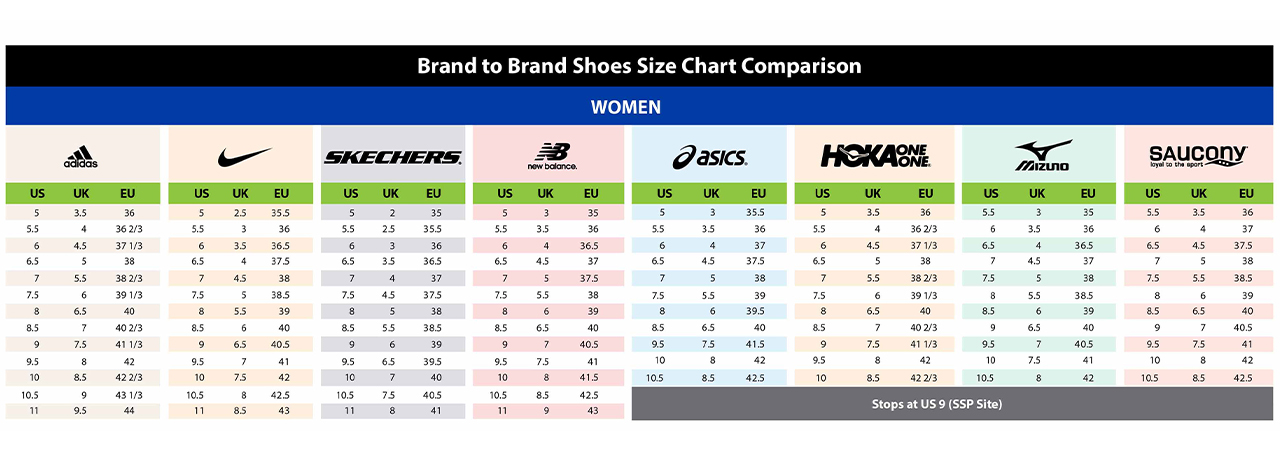 Brand to Brand Shoes Size Chart Comparison
WOMEN
adidas SKECHERS NB new balance. asics HOKA ONE ONE MIZUNO SAUCONY loyal to the sport
US UK EU US UK EU US UK EU US UK EU US UK EU US UK EU US UK EU US UK EU
5 3.5 36 5 2.5 35.5 5 2 35 5 3 35 5 3 35.5 5 3.5 36 5.5 3 35 5.5 3.5 36
5.5 4 36 2/3 5.5 3 36 5.5 2.5 35.5 5.5 3.5 36 5.5 3.5 36 5.5 4 36 2/3 6 3.5 36 6 4 37
6 4.5 37 1/3 6 3.5 36.5 6 3 36 6 4 36.5 6 4 37 6 4.5 37 1/3 6.5 4 36.5 6.5 4.5 37.5
6.5 5 38 6.5 4 37.5 6.5 3.5 36.5 6.5 4.5 37 6.5 4.5 37.5 6.5 5 38 7 4.5 37 7 5 38
7 5.5 38 2/3 7 4.5 38 7 4 37 7 5 37.5 7 5 38 7 5.5 38 2/3 7.5 5 38 7.5 5.5 38.5
7.5 6 39 1/3 7.5 5 38.5 7.5 4.5 37.5 7.5 5.5 38 7.5 5.5 39 7.5 6 39 1/3 8 5.5 38.5 8 6 39
8 6.5 40 8 5.5 39 8 5 38 8 6 39 8 6 39.5 8 6.5 40 8.5 6 39 8.5 6.5 40
8.5 7 40 2/3 8.5 6 40 8.5 5.5 38.5 8.5 6.5 40 8.5 6.5 40 8.5 7 40 2/3 9 6.5 40 9 7 40.5
9 7.5 41 1/3 9 6.5 40.5 9 6 39 9 7 40.5 9.5 7.5 41.5 9 7.5 41 1/3 9.5 7 40.5 9.5 7.5 41
9.5 8 42 9.5 7 41 9.5 6.5 39.5 9.5 7.5 41 10 8 42 9.5 8 42 10 7.5 41 10 8 42
10 8.5 42 2/3 10 7.5 42 10 7 40 10 8 41.5 10.5 8.5 42.5 10 8.5 42 2/3 10.5 8 42 10.5 8.5 42.5
10.5 9 43 1/3 10.5 8 42.5 10.5 7.5 40.5 10.5 8.5 42.5
11 9.5 44 11 8.5 43 11 8 41 11 9 43
Stops at US 9 (SSP Site)